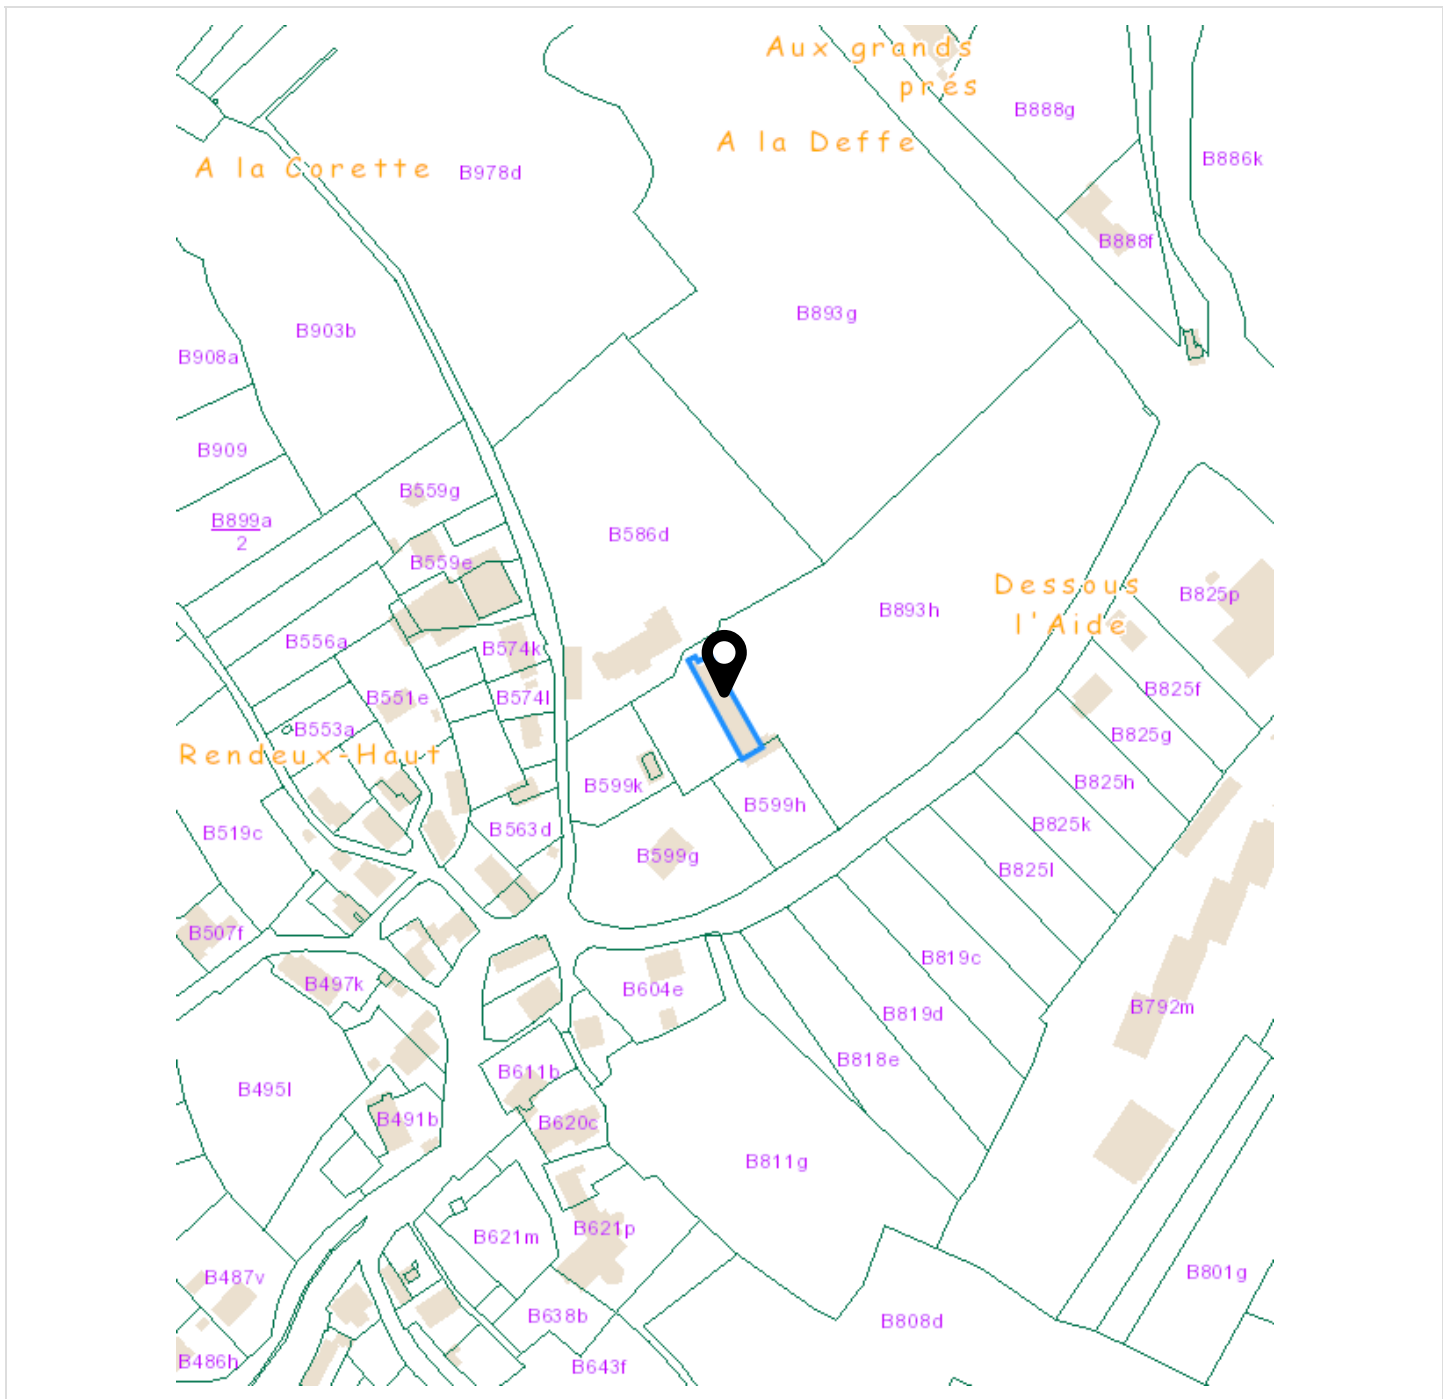 Aux grands
prés
B888g
A la Deffe
B886k
A la Corette
B978d
B888f
B893g
B903b
B908a
B909
B559g
B899a
2
B586d
B559e
Dessous
l'Aide
B825p
B893h
B556a
B574k
B551e
B574l
B825f
B553a
B825g
Rendeux-Haut
B599k
B825h
B599h
B825k
B519c
B563d
B599g
B825l
B507f
B819c
B497k
B604e
B792m
B819d
B818e
B611b
B495l
B491b
B620c
B811g
B621p
B621m
B801g
B487v
B638b
B808d
B486h
B643f